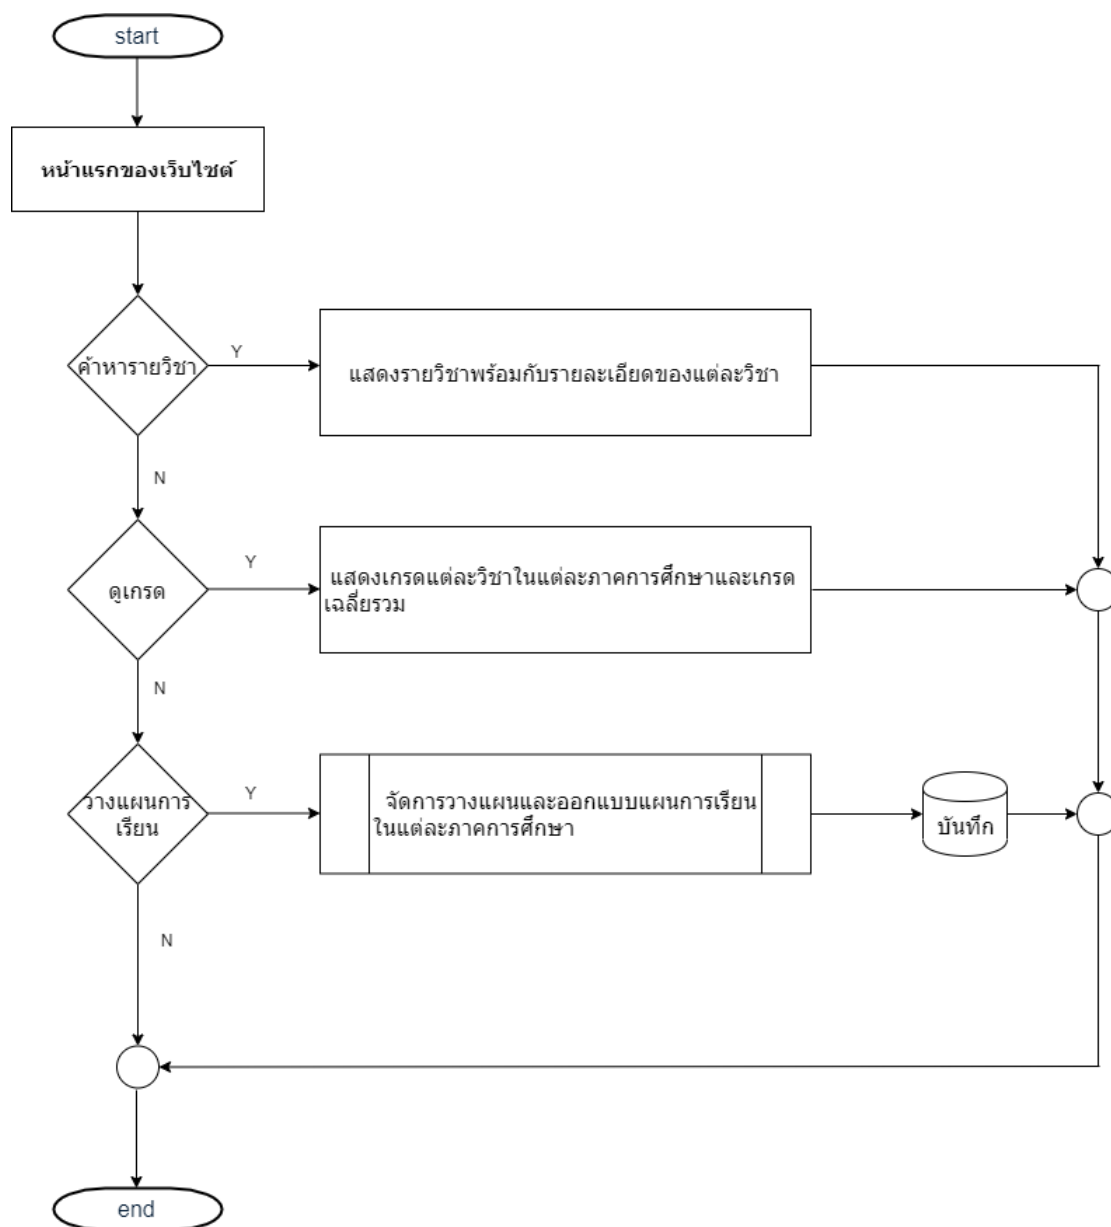 start
หน้าแรกของเว็บไซต์
ค้าหารายวิชา
Y
แสดงรายวิชาพร้อมกับรายละเอียดของแต่ละวิชา
N
ดูเกรด
Y
แสดงเกรดแต่ละวิชาในแต่ละภาคการศึกษาและเกรด
เฉลี่ยรวม
N
วางแผนการ
เรียน
Y
จัดการวางแผนและออกแบบแผนการเรียน
ในแต่ละภาคการศึกษา
บันทึก
N
end